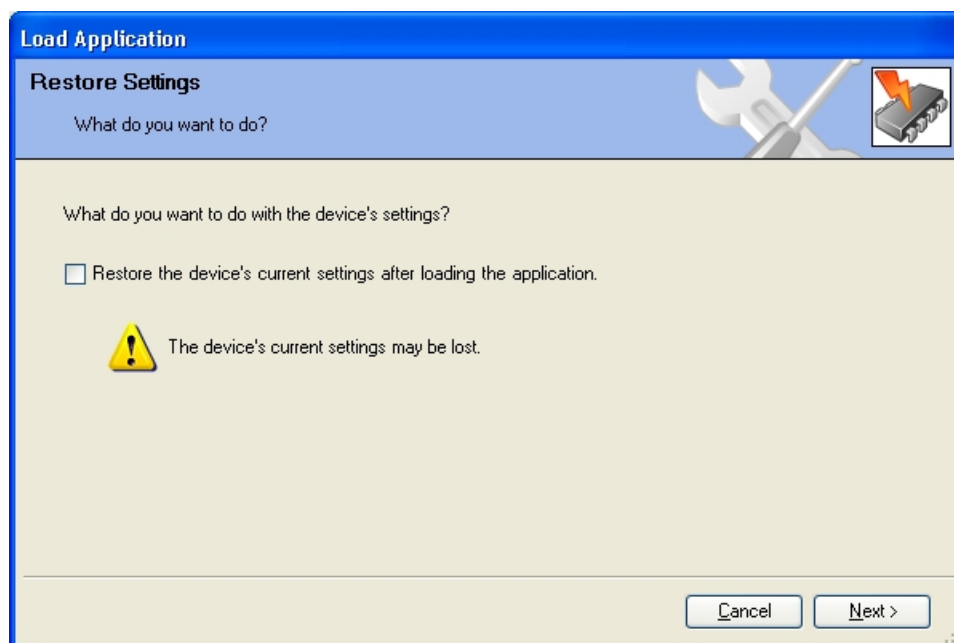 Load Application
Restore Settings
What do you want to do?
What do you want to do with the device's settings?
Restore the device's current settings after loading the application.
The device's current settings may be lost.
Cancel
Next >